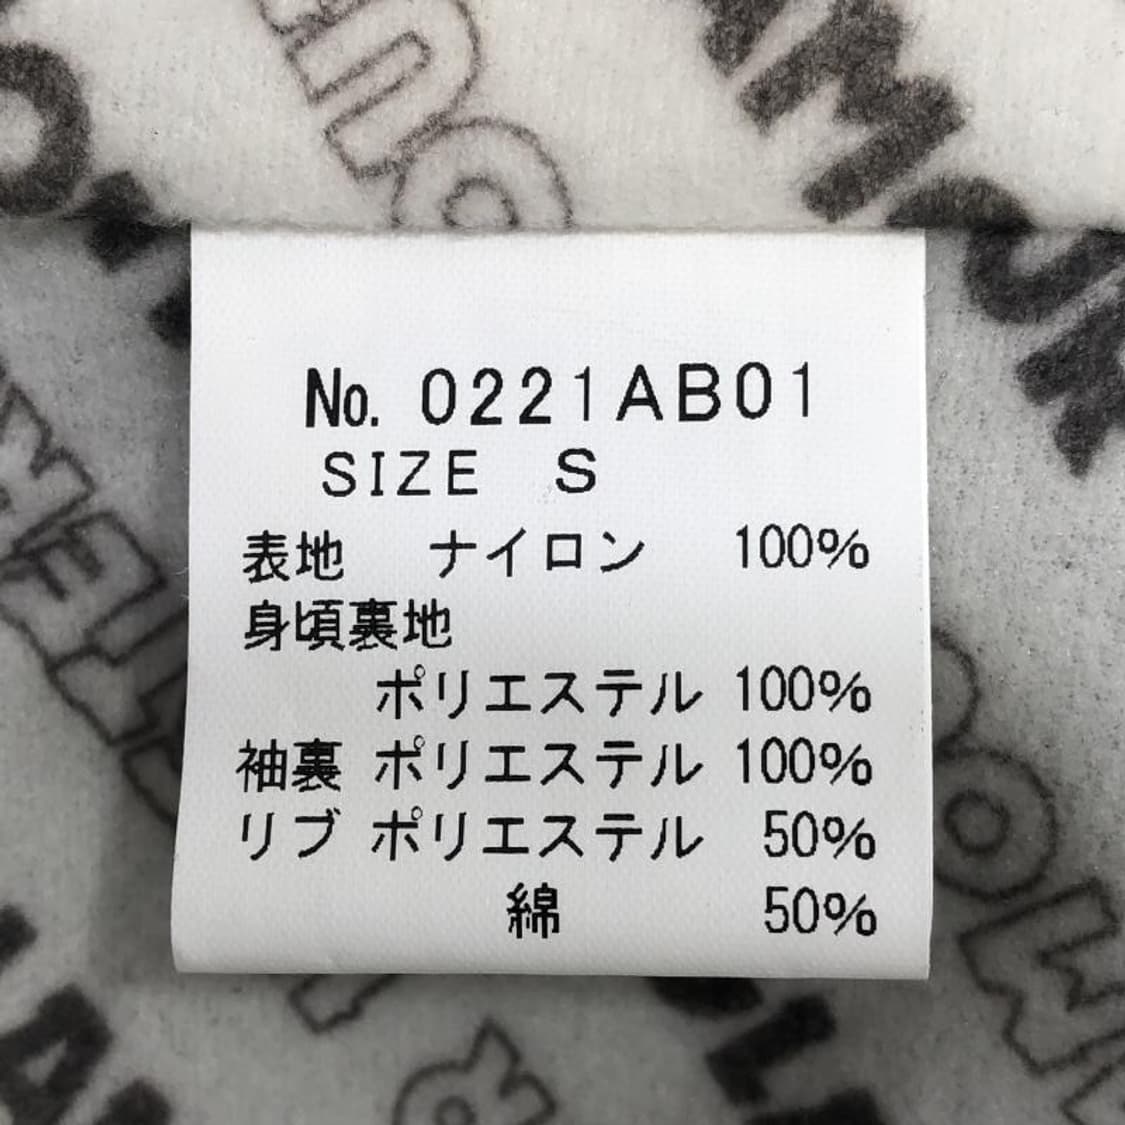 No. 0221AB01
SIZE S
表地 ナイロン 100%
身頃裏地
ポリエステル 100%
袖裏 ポリエステル 100%
リブ ポリエステル 50%
綿 50%